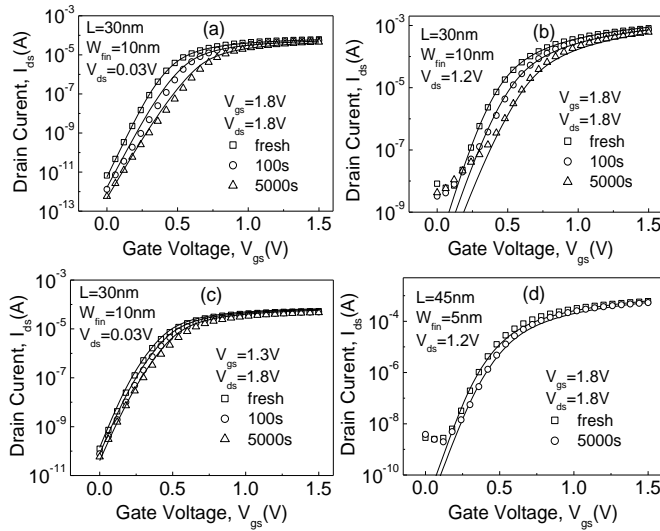 (a)
L=30nm
W_fin=10nm
V_ds=0.03V
V_gs=1.8V
V_ds=1.8V
fresh
100s
5000s
Drain Current, I_ds(A)
10^-3
10^-5
10^-7
10^-9
10^-11
10^-13
0.0 0.5 1.0 1.5
Gate Voltage, V_gs(V)
(b)
L=30nm
W_fin=10nm
V_ds=1.2V
V_gs=1.8V
V_ds=1.8V
fresh
100s
5000s
Drain Current, I_ds(A)
10^-3
10^-5
10^-7
10^-9
0.0 0.5 1.0 1.5
Gate Voltage, V_gs(V)
(c)
L=30nm
W_fin=10nm
V_ds=0.03V
V_gs=1.3V
V_ds=1.8V
fresh
100s
5000s
Drain Current, I_ds(A)
10^-3
10^-5
10^-7
10^-9
10^-11
0.0 0.5 1.0 1.5
Gate Voltage, V_gs(V)
(d)
L=45nm
W_fin=5nm
V_ds=1.2V
V_gs=1.8V
V_ds=1.8V
fresh
5000s
Drain Current, I_ds(A)
10^-4
10^-6
10^-8
10^-10
0.0 0.5 1.0 1.5
Gate Voltage, V_gs(V)